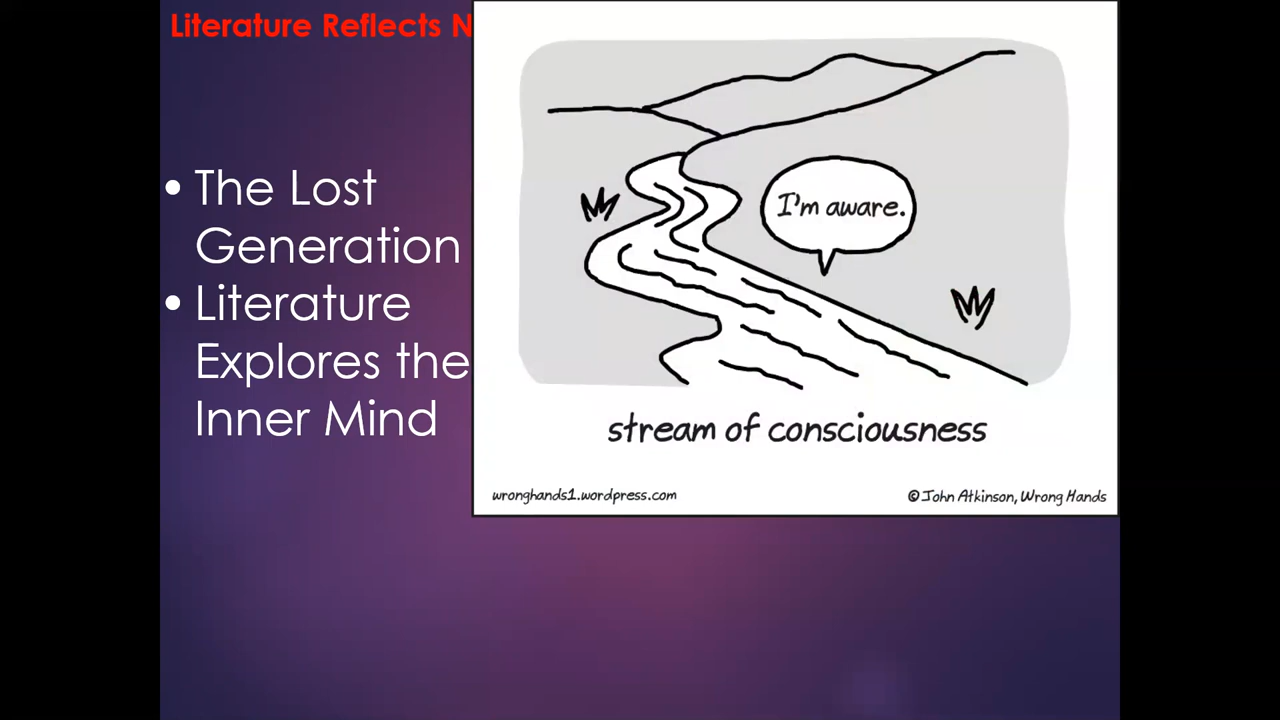 Literature Reflects N
• The Lost
Generation
• Literature
Explores the
Inner Mind
I'm aware.
stream of consciousness
wronghands1.wordpress.com
© John Atkinson, Wrong Hands